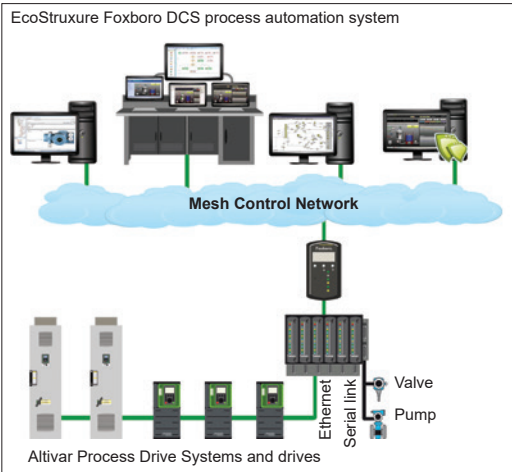 EcoStruxure Foxboro DCS process automation system
Mesh Control Network
Ethernet
Serial link
Valve
Pump
Altivar Process Drive Systems and drives